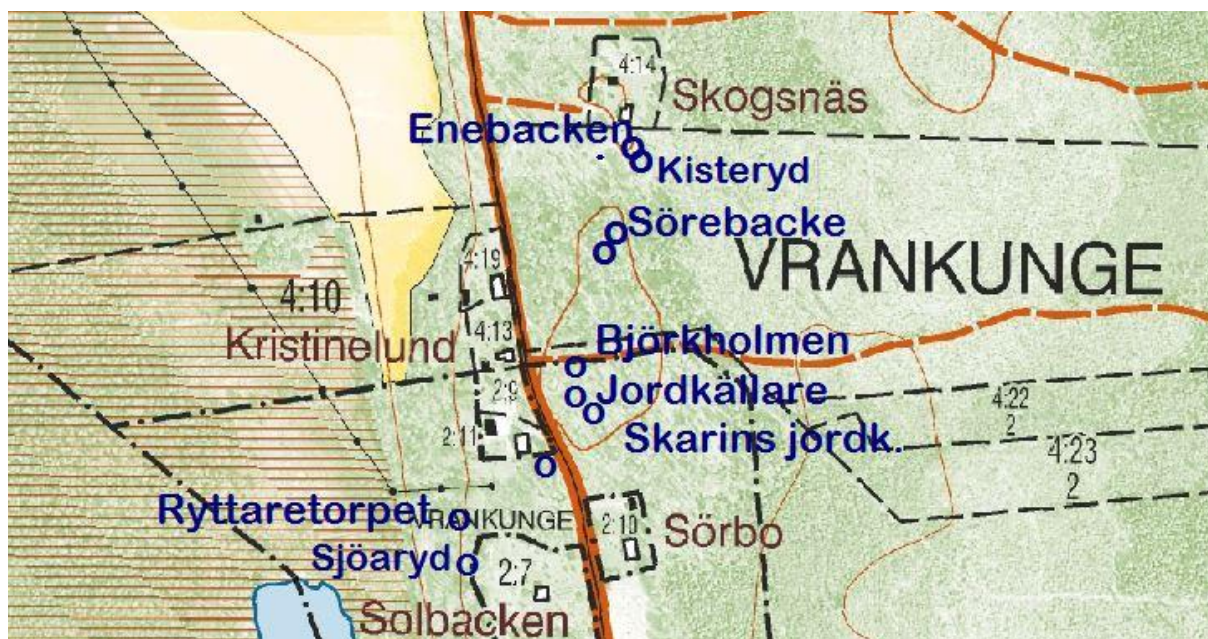 4:14
Skogsnäs
Enebacken
Kisteryd
Sörebacke
VRANKUNGE
4:19
4:10
Kristinelund
4:13
Björkholmen
2:9
Jordkällare
4:22
2
2:11
Skarins jordk.
4:23
2
Ryttaretorpet
VRANKUNGE
2:10
Sörbo
Sjöaryd
2:7
Solbacken